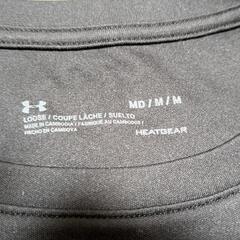 MD / M / M
LOOSE / COUPE LÂCHE / SUELTO
MADE IN CAMBODIA / FABRIQUÉ AU CAMBODGE /
HECHO EN CAMBOYA
HEATGEAR